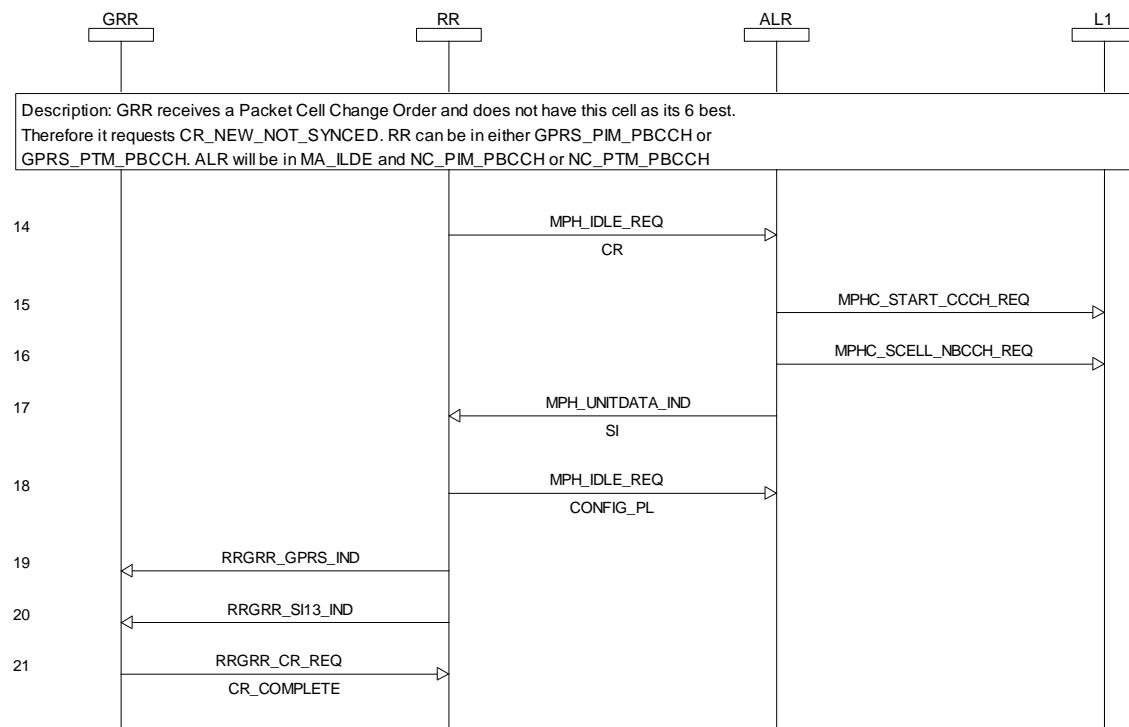 GRR RR ALR L1
Description: GRR receives a Packet Cell Change Order and does not have this cell as its 6 best.
Therefore it requests CR_NEW_NOT_SYNCED. RR can be in either GPRS_PIM_PBCCH or
GPRS_PTM_PBCCH. ALR will be in MA_ILDE and NC_PIM_PBCCH or NC_PTM_PBCCH
14 MPH_IDLE_REQ
CR
15 MPHC_START_CCCH_REQ
16 MPHC_SCELL_NBCCH_REQ
17 MPH_UNITDATA_IND
SI
18 MPH_IDLE_REQ
CONFIG_PL
19 RRGRR_GPRS_IND
20 RRGRR_SI13_IND
21 RRGRR_CR_REQ
CR_COMPLETE